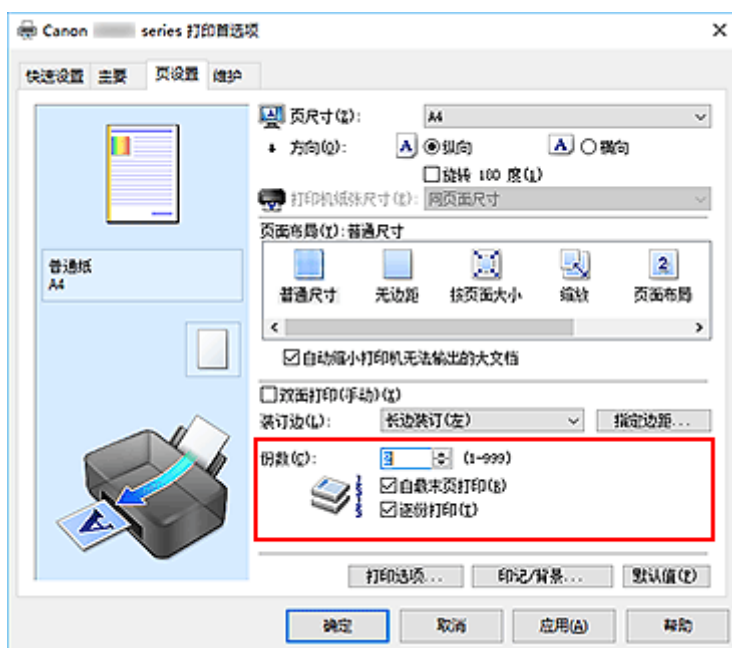 Canon series 打印首选项
快速设置 主要 页设置 维护
页尺寸(Z): A4
方向(O): A 纵向 A 横向
旋转 180 度(1)
打印机纸张尺寸(E): 同页面尺寸
页面布局(Y):普通尺寸
普通尺寸 无边距 按页面大小 缩放 页面布局
自动缩小打印机无法输出的大文档
普通纸
A4
双面打印(手动)(X)
装订边(L): 长边装订(左) 指定边距...
份数(C): 2 (1-999)
自最末页打印(B)
逐份打印(T)
打印选项... 印记/背景... 默认值(F)
确定 取消 应用(A) 帮助